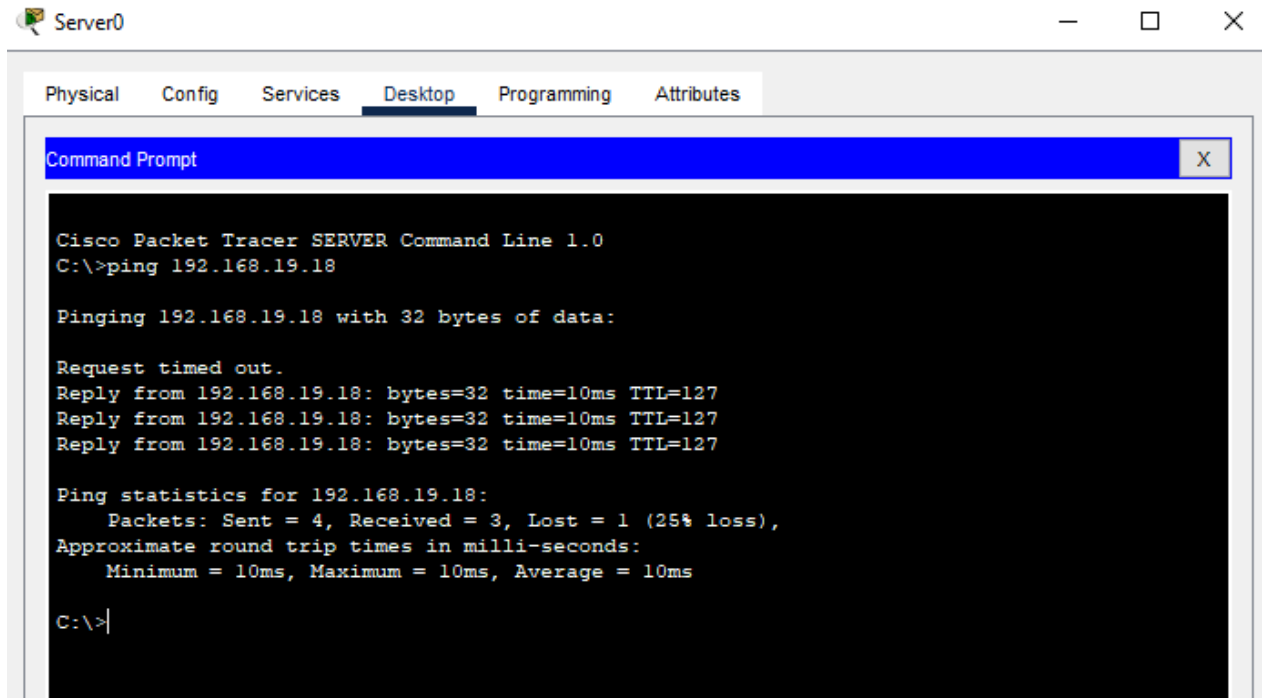 Server0
Physical Config Services Desktop Programming Attributes
Command Prompt X
Cisco Packet Tracer SERVER Command Line 1.0
C:\>ping 192.168.19.18
Pinging 192.168.19.18 with 32 bytes of data:
Request timed out.
Reply from 192.168.19.18: bytes=32 time=10ms TTL=127
Reply from 192.168.19.18: bytes=32 time=10ms TTL=127
Reply from 192.168.19.18: bytes=32 time=10ms TTL=127
Ping statistics for 192.168.19.18:
Packets: Sent = 4, Received = 3, Lost = 1 (25% loss),
Approximate round trip times in milli-seconds:
Minimum = 10ms, Maximum = 10ms, Average = 10ms
C:\>